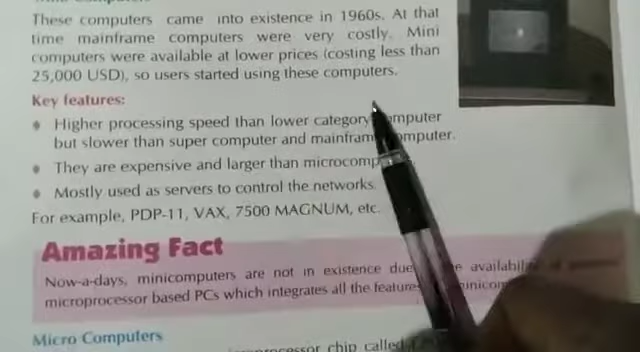 These computers came into existence in 1960s. At that
time mainframe computers were very costly. Mini
computers were available at lower prices (costing less than
25,000 USD), so users started using these computers.
Key features:
Higher processing speed than lower category
but slower than super computer and
They are expensive and larger than
Mostly used as servers to control the networks.
For example, PDP-11, VAX, 7500 MAGNUM, etc.
Amazing Fact
Now-a-days, minicomputers are not in existence due
microprocessor based PCs which integrates all the
Micro Computers
chip called